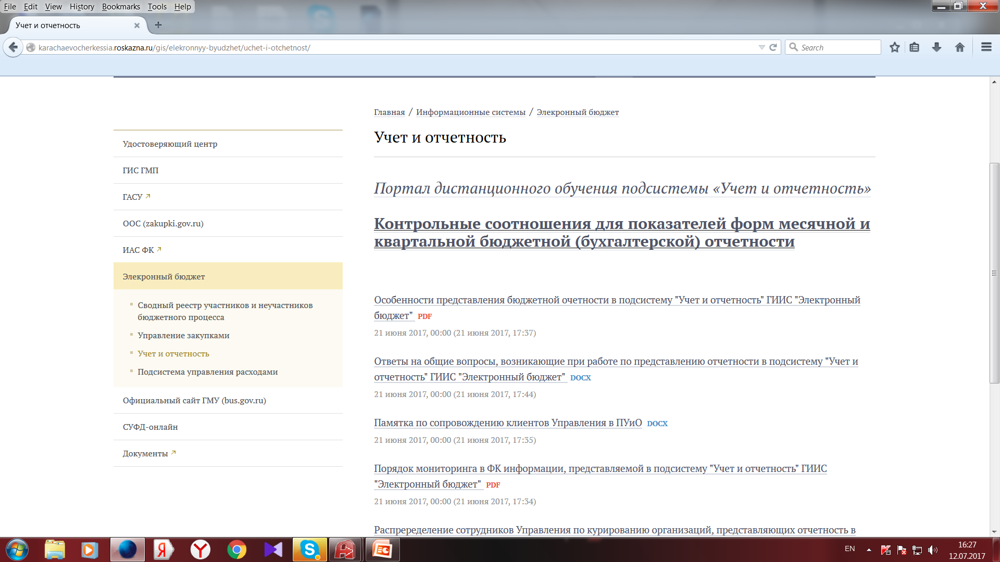 File Edit View History Bookmarks Tools Help
Учет и отчетность
karachaevocherkessia.roskazna.ru/gis/elekronnyy-byudzhet/uchet-i-otchetnost/
Search
Главная / Информационные системы / Элекронный бюджет
Учет и отчетность
Удостоверяющий центр
ГИС ГМП
ГАСУ
ООС (zakupki.gov.ru)
ИАС ФК
Элекронный бюджет
Сводный реестр участников и неучастников
бюджетного процесса
Управление закупками
Учет и отчетность
Подсистема управления расходами
Официальный сайт ГМУ (bus.gov.ru)
СУФД-онлайн
Документы
Портал дистанционного обучения подсистемы «Учет и отчетность»
Контрольные соотношения для показателей форм месячной и
квартальной бюджетной (бухгалтерской) отчетности
Особенности представления бюджетной очетности в подсистему "Учет и отчетность" ГИИС "Электронный
бюджет" PDF
21 июня 2017, 00:00 (21 июня 2017, 17:37)
Ответы на общие вопросы, возникающие при работе по представлению отчетности в подсистему "Учет и
отчетность" ГИИС "Электронный бюджет" DOCX
21 июня 2017, 00:00 (21 июня 2017, 17:44)
Памятка по сопровождению клиентов Управления в ПУиО DOCX
21 июня 2017, 00:00 (21 июня 2017, 17:35)
Порядок мониторинга в ФК информации, представляемой в подсистему "Учет и отчетность" ГИИС
"Электронный бюджет" PDF
21 июня 2017, 00:00 (21 июня 2017, 17:34)
Распреределение сотрудников Управления по курированию организаций, представляющих отчетность в
EN
16:27
12.07.2017